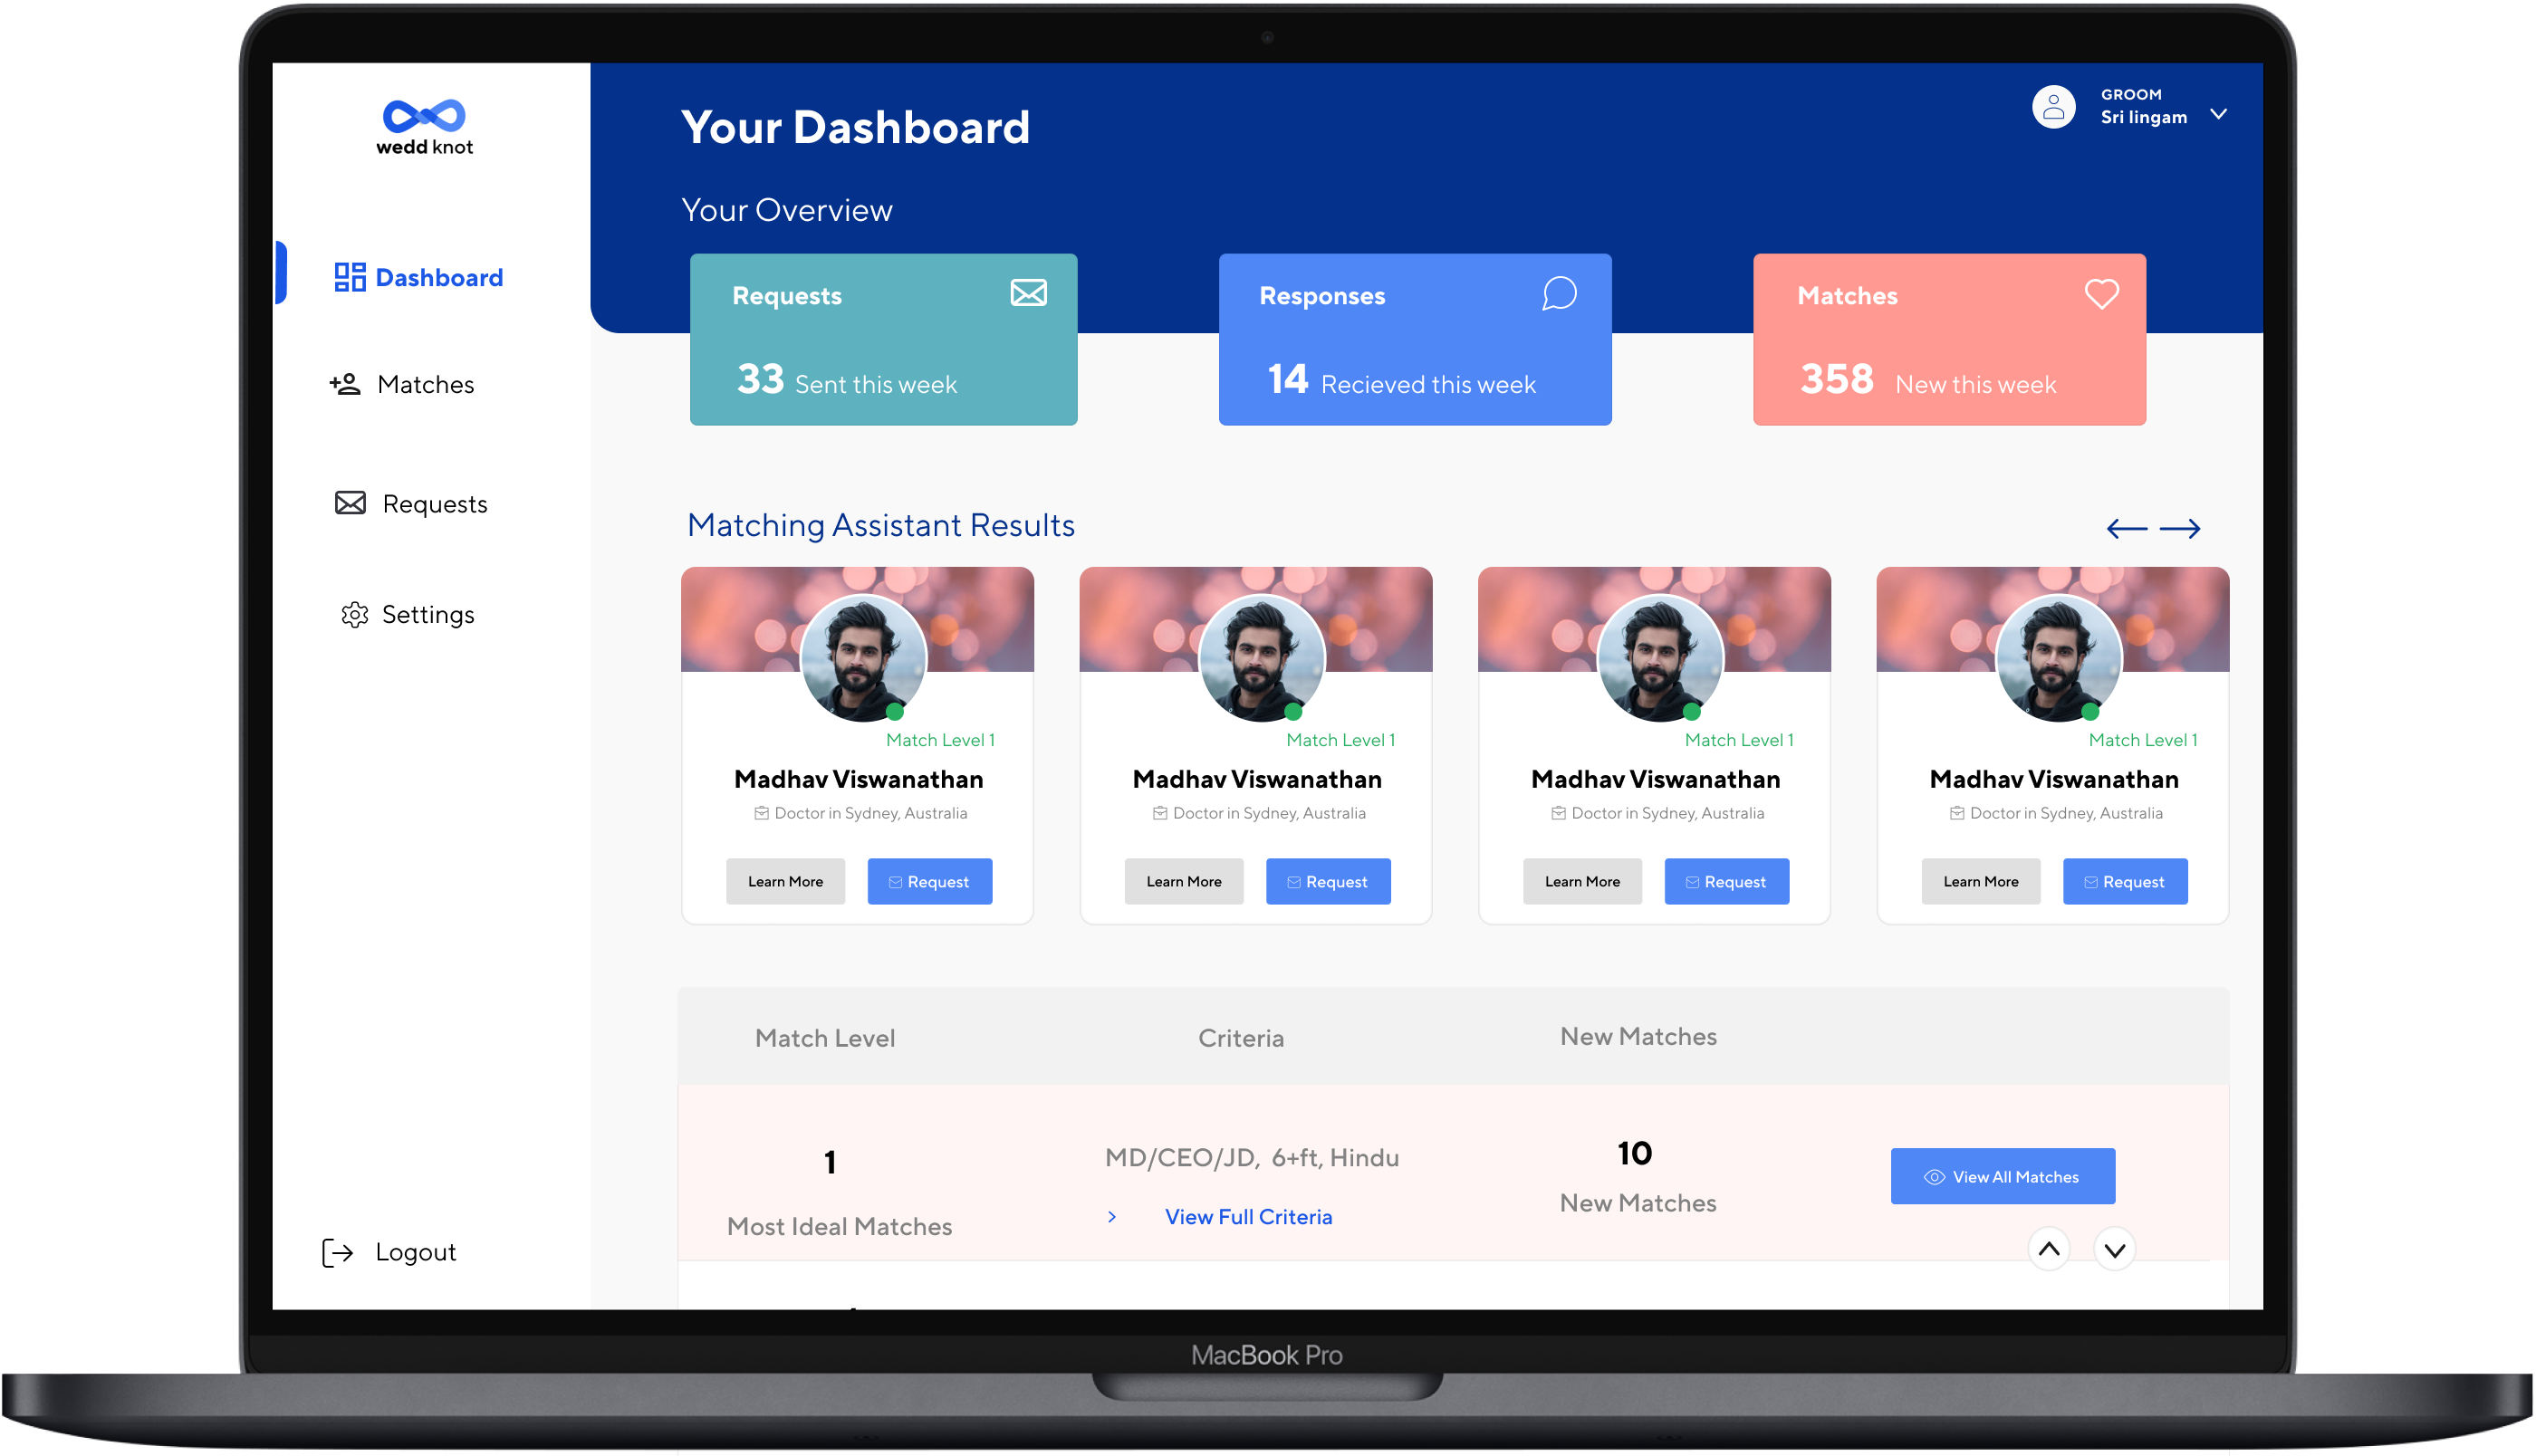 wedd knot
Your Dashboard
GROOM
Sri lingam
Your Overview
Dashboard
Matches
Requests
Settings
Logout
Requests
33 Sent this week
Responses
14 Recieved this week
Matches
358 New this week
Matching Assistant Results
Match Level 1
Madhav Viswanathan
Doctor in Sydney, Australia
Learn More
Request
Match Level 1
Madhav Viswanathan
Doctor in Sydney, Australia
Learn More
Request
Match Level 1
Madhav Viswanathan
Doctor in Sydney, Australia
Learn More
Request
Match Level 1
Madhav Viswanathan
Doctor in Sydney, Australia
Learn More
Request
Match Level
Criteria
New Matches
1
Most Ideal Matches
MD/CEO/JD, 6+ft, Hindu
View Full Criteria
10
New Matches
View All Matches
MacBook Pro